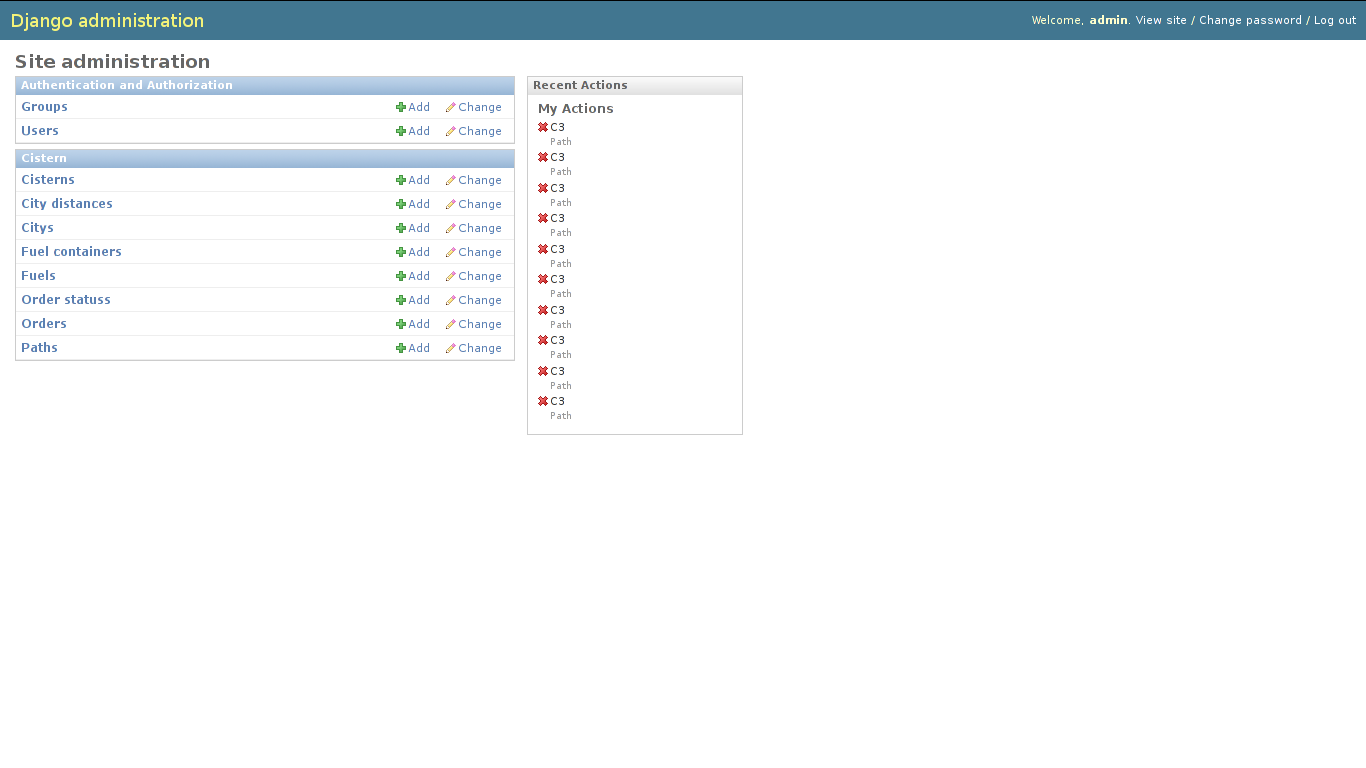 Django administration
Welcome, admin. View site / Change password / Log out
Site administration
Authentication and Authorization
Groups Add Change
Users Add Change
Cistern
Cisterns Add Change
City distances Add Change
Citys Add Change
Fuel containers Add Change
Fuels Add Change
Order statuss Add Change
Orders Add Change
Paths Add Change
Recent Actions
My Actions
C3
Path
C3
Path
C3
Path
C3
Path
C3
Path
C3
Path
C3
Path
C3
Path
C3
Path
C3
Path